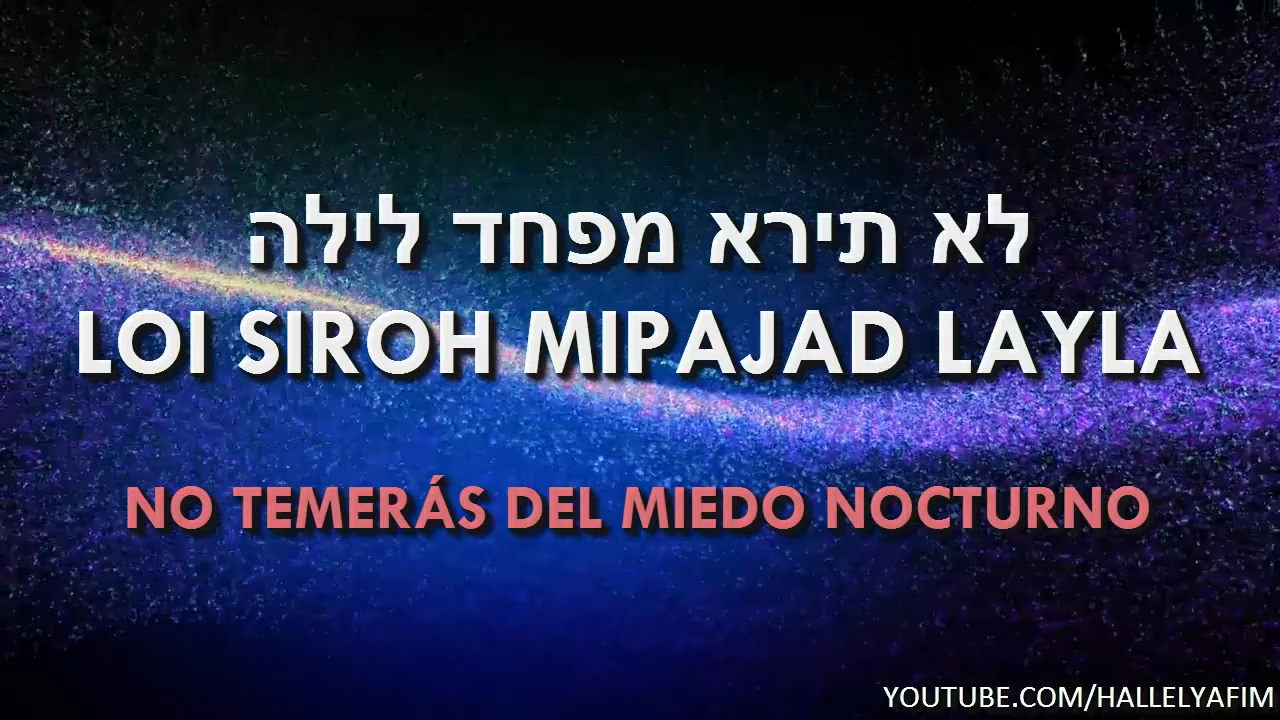 לא תירא מפחד לילה
LOI SIROH MIPAJAD LAYLA
NO TEMERÁS DEL MIEDO NOCTURNO
YOUTUBE.COM/HALLELYAFIM